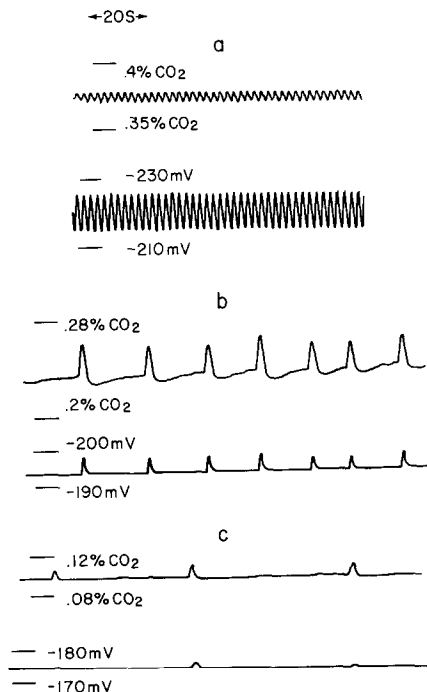 ←20S→
a
.4% CO2
.35% CO2
-230mV
-210mV
b
.28% CO2
.2% CO2
-200mV
-190mV
c
.12% CO2
.08% CO2
-180mV
-170mV